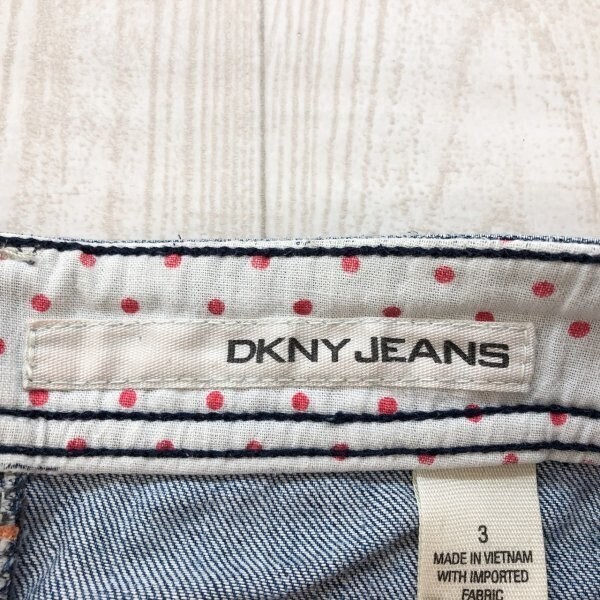 DKNY JEANS
3
MADE IN VIETNAM
WITH IMPORTED
FABRIC